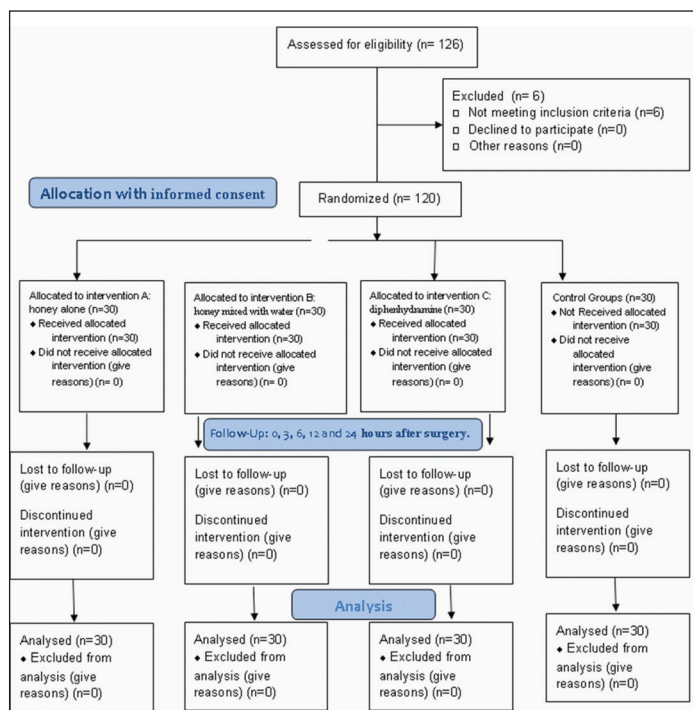 Assessed for eligibility (n= 126)
Excluded (n= 6)
□ Not meeting inclusion criteria (n=6)
□ Declined to participate (n=0)
□ Other reasons (n=0)
Allocation with informed consent
Randomized (n= 120)
Allocated to intervention A:
honey alone (n=30)
◆ Received allocated
intervention (n=30)
◆ Did not receive allocated
intervention (give
reasons) (n= 0)
Allocated to intervention B:
honey mixed with water (n=30)
◆ Received allocated
intervention (n=30)
◆ Did not receive allocated
intervention (give
reasons) (n= 0)
Allocated to intervention C:
diphenhydramine (n=30)
◆ Received allocated
intervention (n=30)
◆ Did not receive allocated
intervention (give
reasons) (n= 0)
Control Groups (n=30)
◆ Not Received allocated
intervention (n=30)
◆ Did not receive
allocated
intervention (give
reasons) (n= 0)
Follow-Up: 0, 3, 6, 12 and 24 hours after surgery.
Lost to follow-up
(give reasons) (n=0)
Discontinued
intervention (give
reasons) (n=0)
Lost to follow-up
(give reasons) (n=0)
Discontinued
intervention (give
reasons) (n=0)
Lost to follow-up
(give reasons) (n=0)
Discontinued
intervention (give
reasons) (n=0)
Lost to follow-up
(give reasons) (n=0)
Discontinued
intervention (give
reasons) (n=0)
Analysis
Analysed (n=30)
◆ Excluded from
analysis (give
reasons) (n=0)
Analysed (n=30)
◆ Excluded from
analysis (give
reasons) (n=0)
Analysed (n=30)
◆ Excluded from
analysis (give
reasons) (n=0)
Analysed (n=30)
◆ Excluded from
analysis (give
reasons) (n=0)